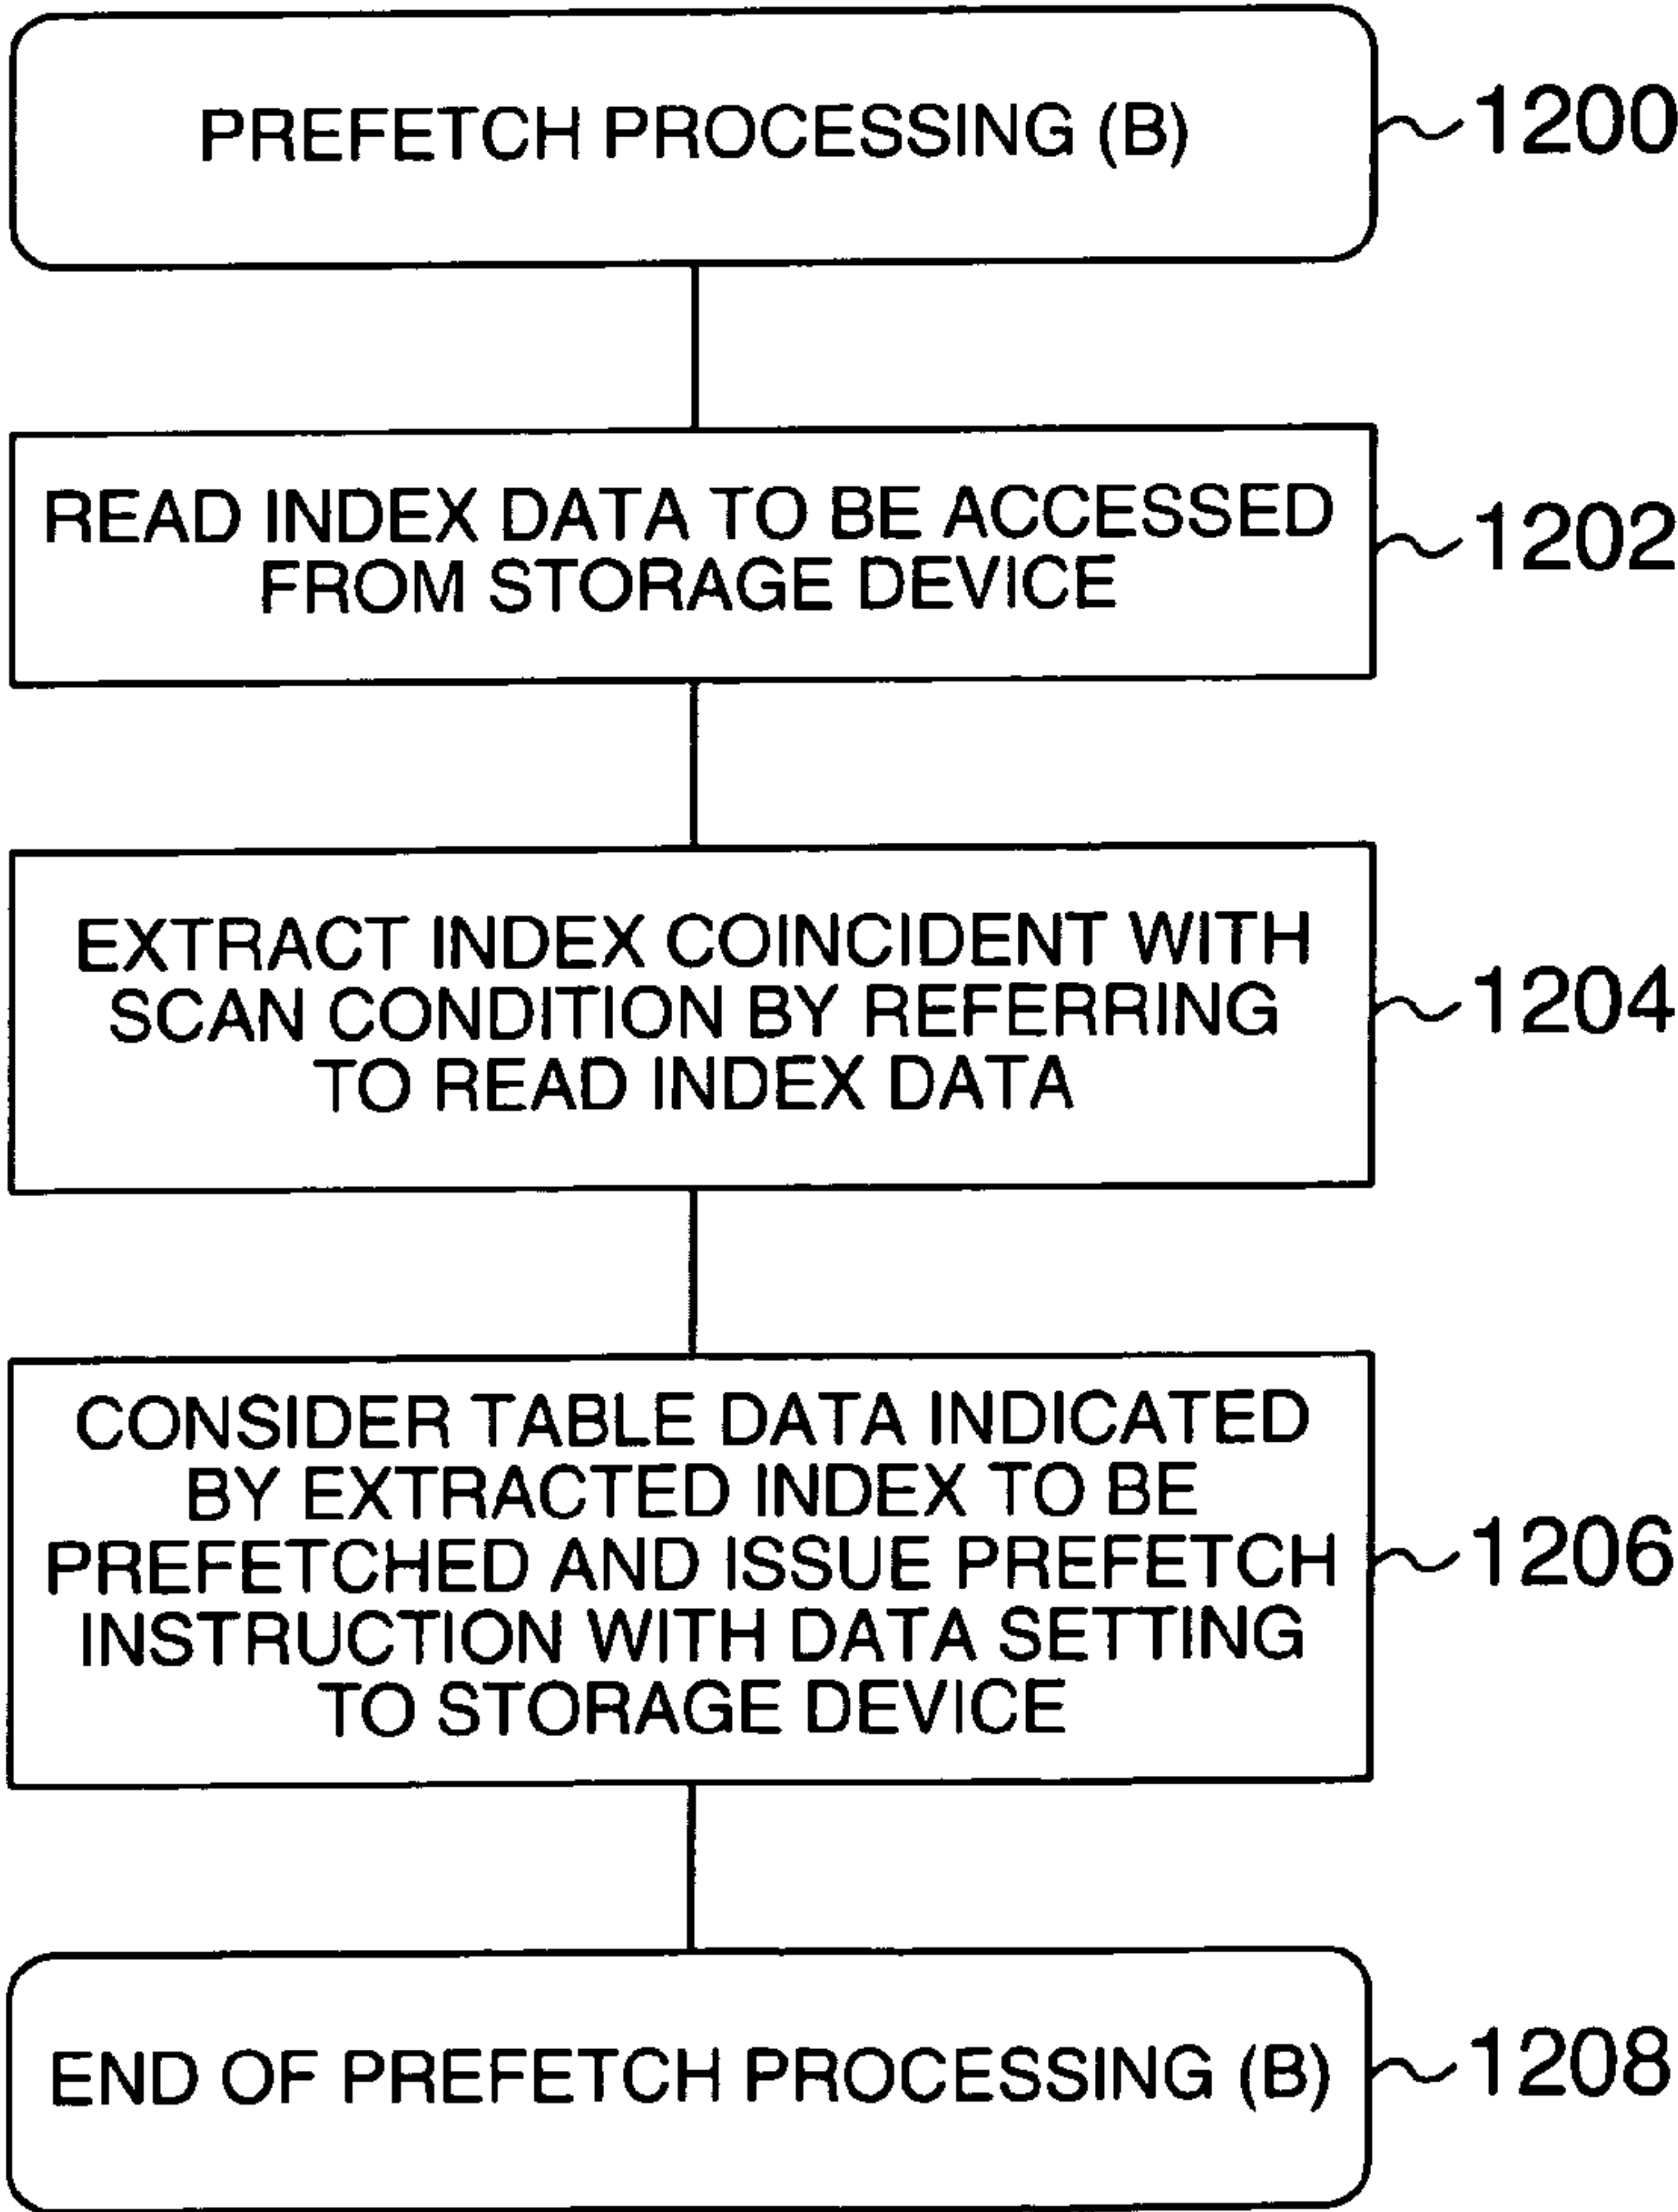 PREFETCH PROCESSING (B)
1200
READ INDEX DATA TO BE ACCESSED
FROM STORAGE DEVICE
1202
EXTRACT INDEX COINCIDENT WITH
SCAN CONDITION BY REFERRING
TO READ INDEX DATA
1204
CONSIDER TABLE DATA INDICATED
BY EXTRACTED INDEX TO BE
PREFETCHED AND ISSUE PREFETCH
INSTRUCTION WITH DATA SETTING
TO STORAGE DEVICE
1206
END OF PREFETCH PROCESSING (B)
1208